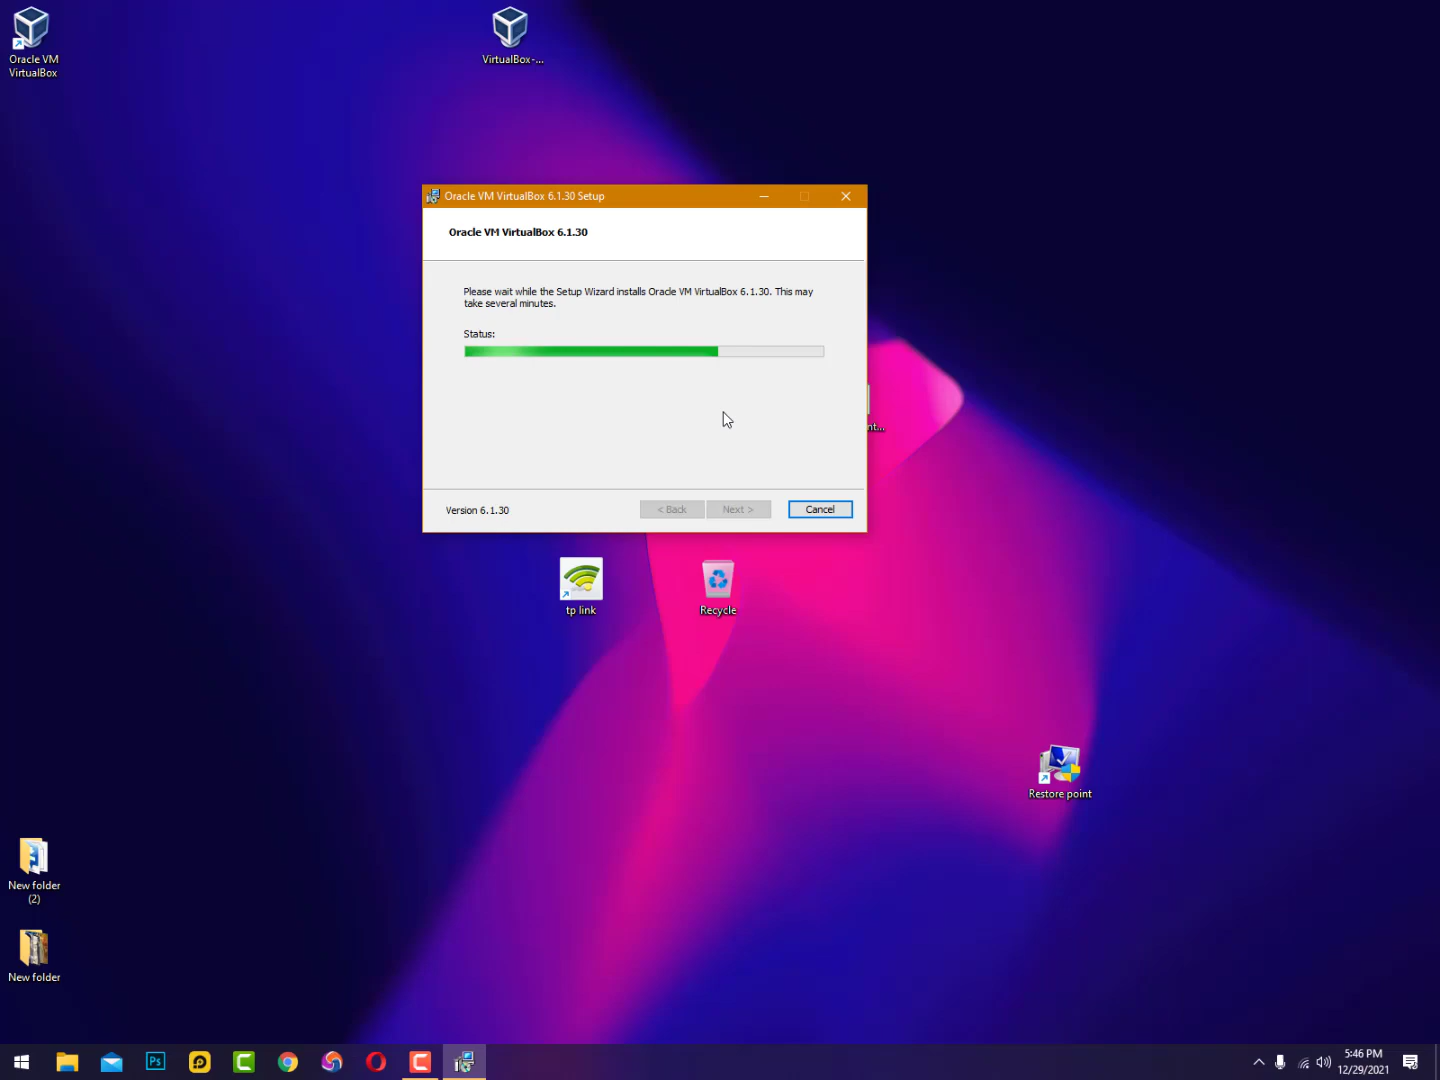 Oracle VM
VirtualBox
VirtualBox-...
Oracle VM VirtualBox 6.1.30 Setup
Oracle VM VirtualBox 6.1.30
Please wait while the Setup Wizard installs Oracle VM VirtualBox 6.1.30. This may
take several minutes.
Status:
nt...
Version 6.1.30
< Back
Next >
Cancel
tp link
Recycle
Restore point
New folder
(2)
New folder
Ps
5:46 PM
12/29/2021